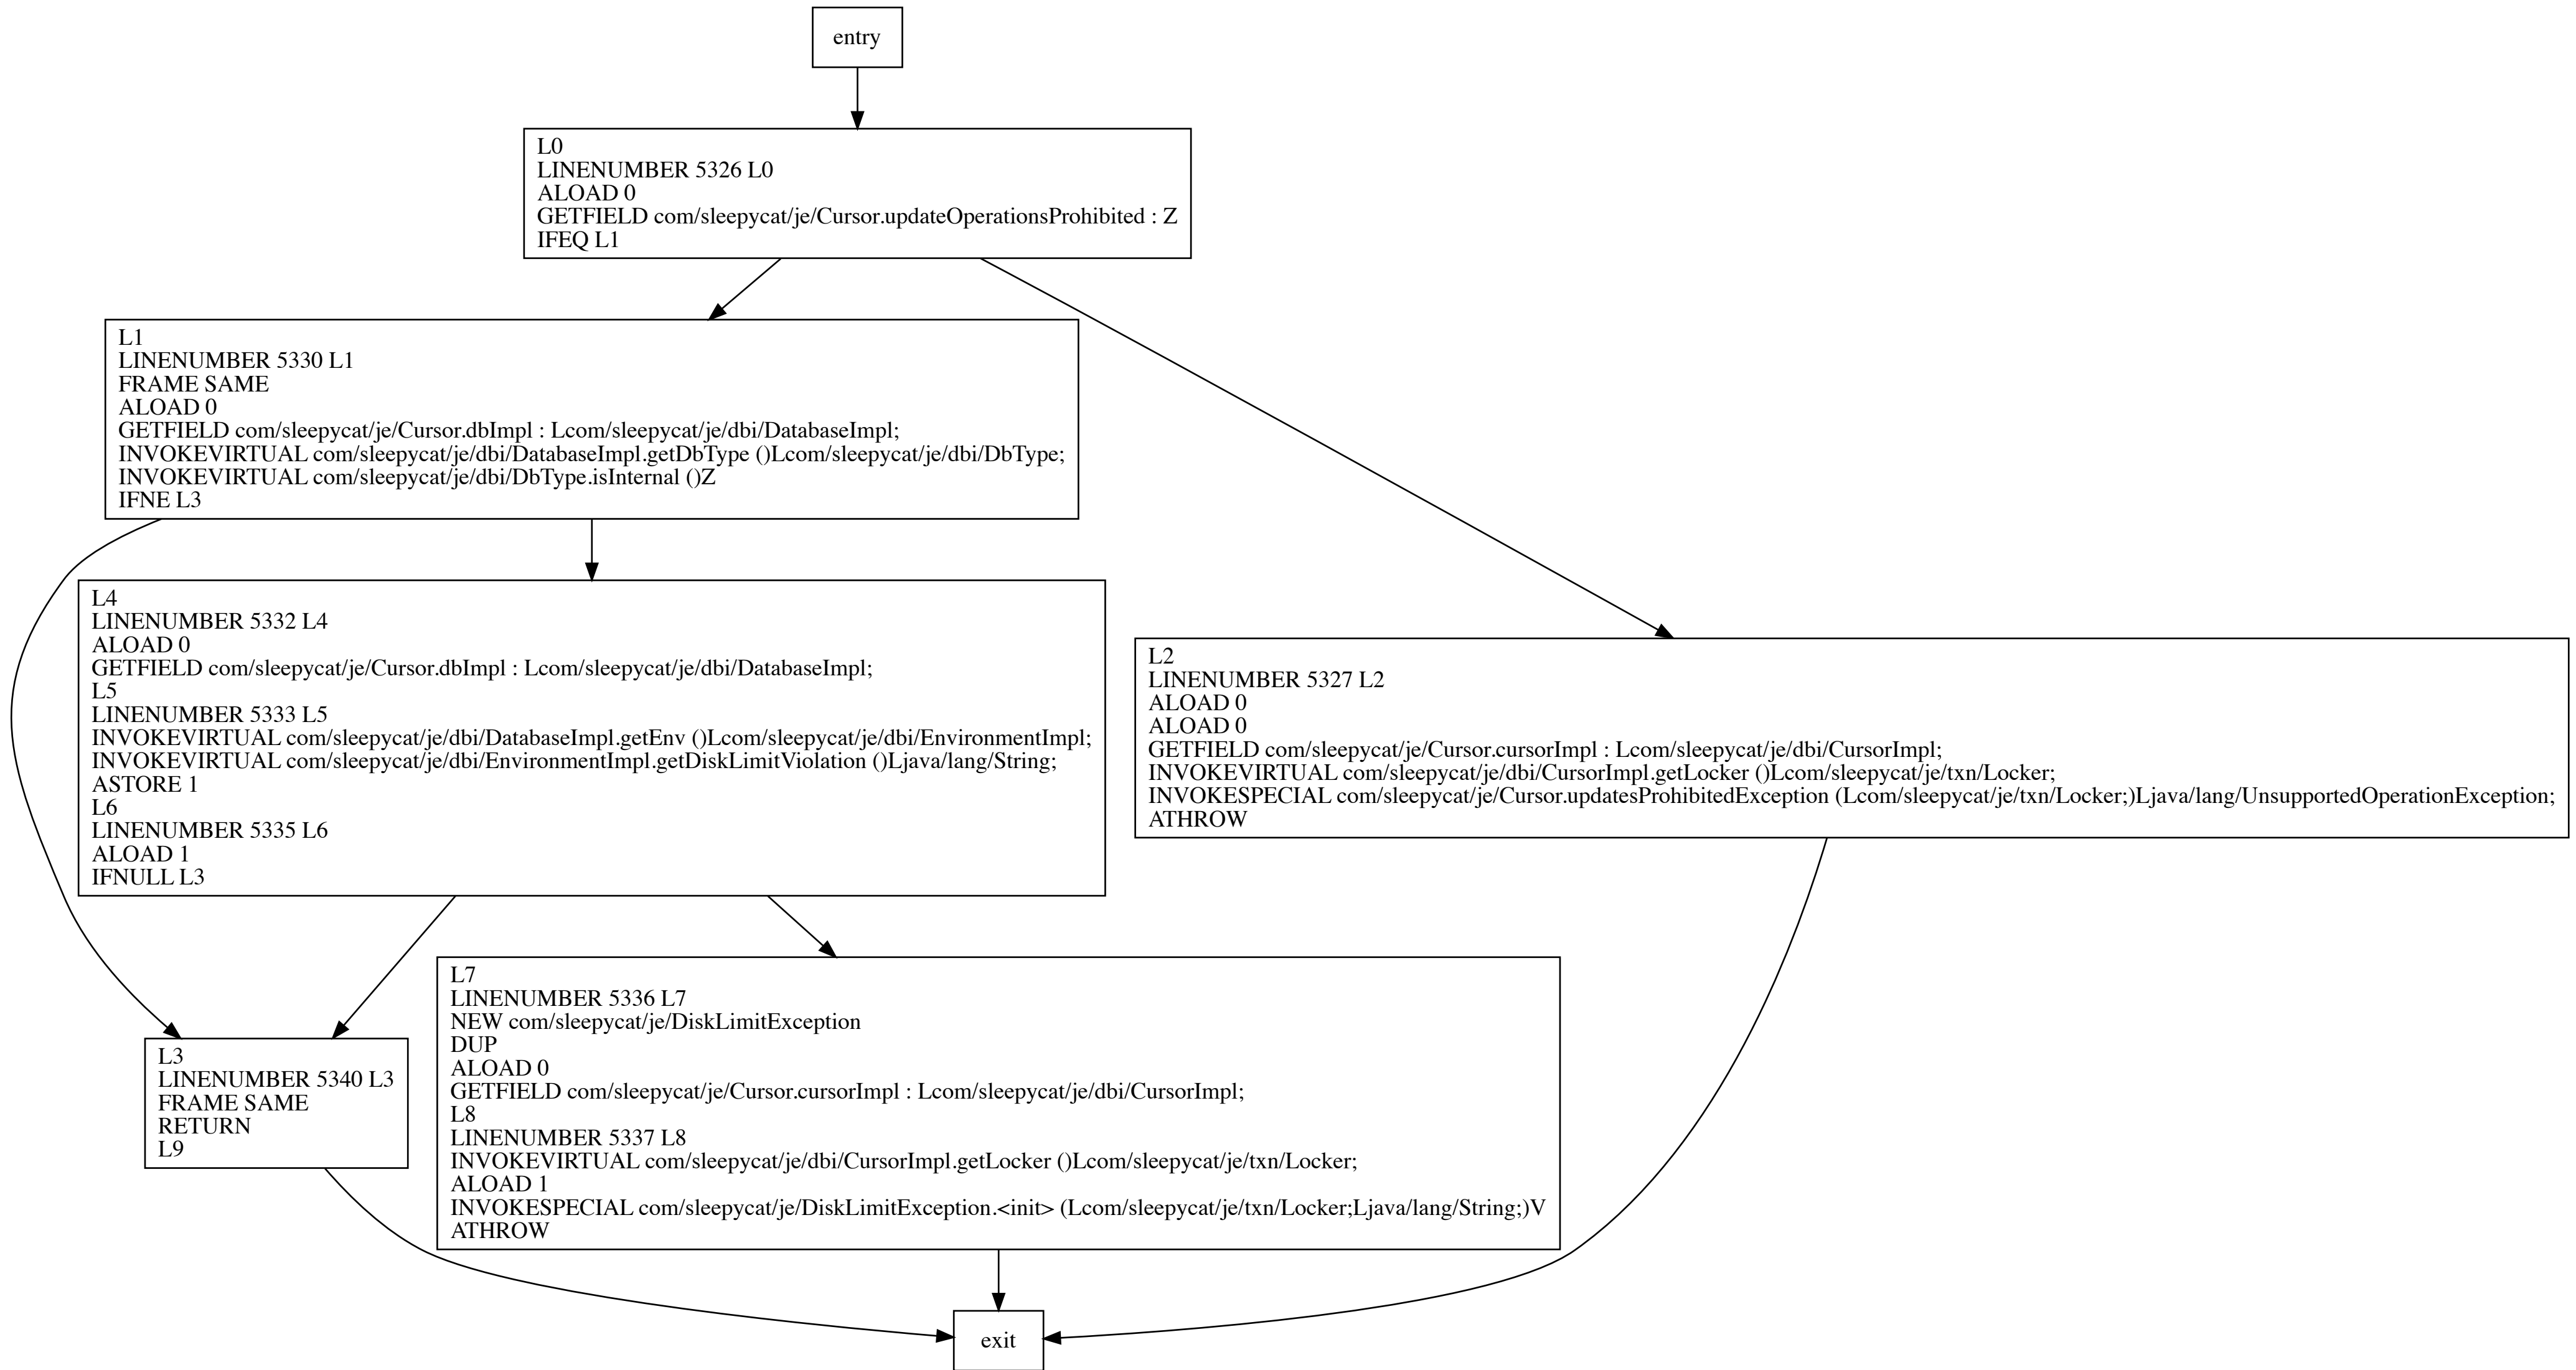 entry
L0
LINENUMBER 5326 L0
ALOAD 0
GETFIELD com/sleepycat/je/Cursor.updateOperationsProhibited : Z
IFEQ L1
L1
LINENUMBER 5330 L1
FRAME SAME
ALOAD 0
GETFIELD com/sleepycat/je/Cursor.dbImpl : Lcom/sleepycat/je/dbi/DatabaseImpl;
INVOKEVIRTUAL com/sleepycat/je/dbi/DatabaseImpl.getDbType ()Lcom/sleepycat/je/dbi/DbType;
INVOKEVIRTUAL com/sleepycat/je/dbi/DbType.isInternal ()Z
IFNE L3
L4
LINENUMBER 5332 L4
ALOAD 0
GETFIELD com/sleepycat/je/Cursor.dbImpl : Lcom/sleepycat/je/dbi/DatabaseImpl;
L5
LINENUMBER 5333 L5
INVOKEVIRTUAL com/sleepycat/je/dbi/DatabaseImpl.getEnv ()Lcom/sleepycat/je/dbi/EnvironmentImpl;
INVOKEVIRTUAL com/sleepycat/je/dbi/EnvironmentImpl.getDiskLimitViolation ()Ljava/lang/String;
ASTORE 1
L6
LINENUMBER 5335 L6
ALOAD 1
IFNULL L3
L2
LINENUMBER 5327 L2
ALOAD 0
ALOAD 0
GETFIELD com/sleepycat/je/Cursor.cursorImpl : Lcom/sleepycat/je/dbi/CursorImpl;
INVOKEVIRTUAL com/sleepycat/je/dbi/CursorImpl.getLocker ()Lcom/sleepycat/je/txn/Locker;
INVOKESPECIAL com/sleepycat/je/Cursor.updatesProhibitedException (Lcom/sleepycat/je/txn/Locker;)Ljava/lang/UnsupportedOperationException;
ATHROW
L7
LINENUMBER 5336 L7
NEW com/sleepycat/je/DiskLimitException
DUP
ALOAD 0
GETFIELD com/sleepycat/je/Cursor.cursorImpl : Lcom/sleepycat/je/dbi/CursorImpl;
L8
LINENUMBER 5337 L8
INVOKEVIRTUAL com/sleepycat/je/dbi/CursorImpl.getLocker ()Lcom/sleepycat/je/txn/Locker;
ALOAD 1
INVOKESPECIAL com/sleepycat/je/DiskLimitException.<init> (Lcom/sleepycat/je/txn/Locker;Ljava/lang/String;)V
ATHROW
L3
LINENUMBER 5340 L3
FRAME SAME
RETURN
L9
exit